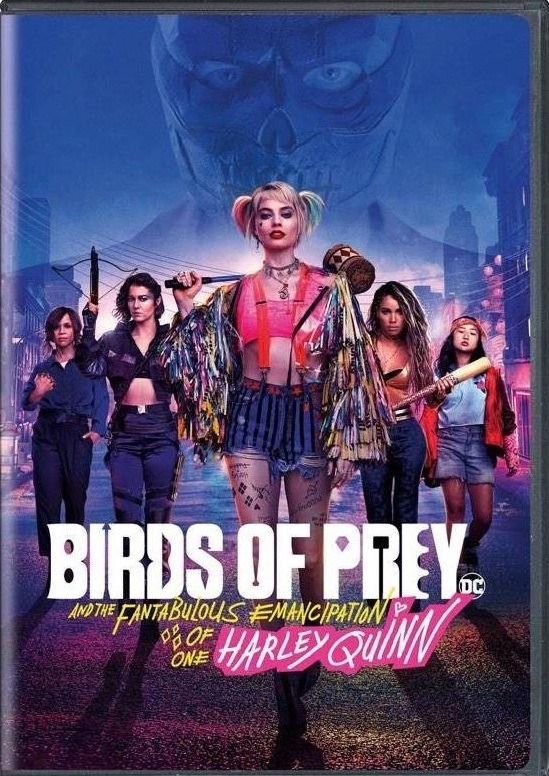 BIRDS OF PREY
DC
AND THE FANTABULOUS EMANCIPATION
OF
ONE HARLEY QUINN